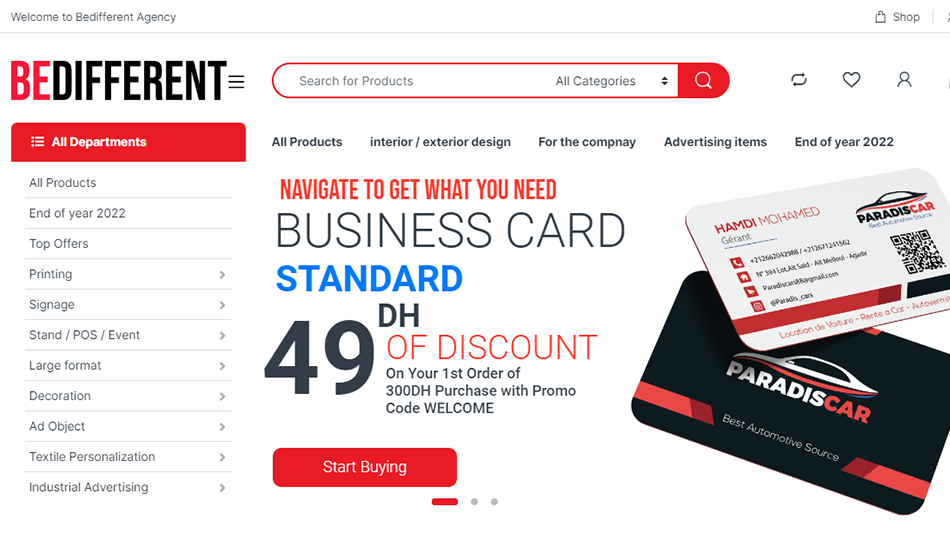 Welcome to Bedifferent Agency
Shop
BEDIFFERENT
Search for Products
All Categories
All Departments
All Products
interior / exterior design
For the compnay
Advertising items
End of year 2022
All Products
End of year 2022
Top Offers
Printing
Signage
Stand / POS / Event
Large format
Decoration
Ad Object
Textile Personalization
Industrial Advertising
NAVIGATE TO GET WHAT YOU NEED
BUSINESS CARD
STANDARD
49 DH
OF DISCOUNT
On Your 1st Order of
300DH Purchase with Promo
Code WELCOME
Start Buying
HAMDI MOHAMED
Gérant
+212662042988 / +212671241562
N° 394 Lot.Ait Said - Ait Melloul - Agadir
Paradiscars88@gmail.com
@Paradis_cars
Location de Voiture - Rente a Car - Autovermit
PARADISCAR
Best Automotive Source
PARADISCAR
Best Automotive Source